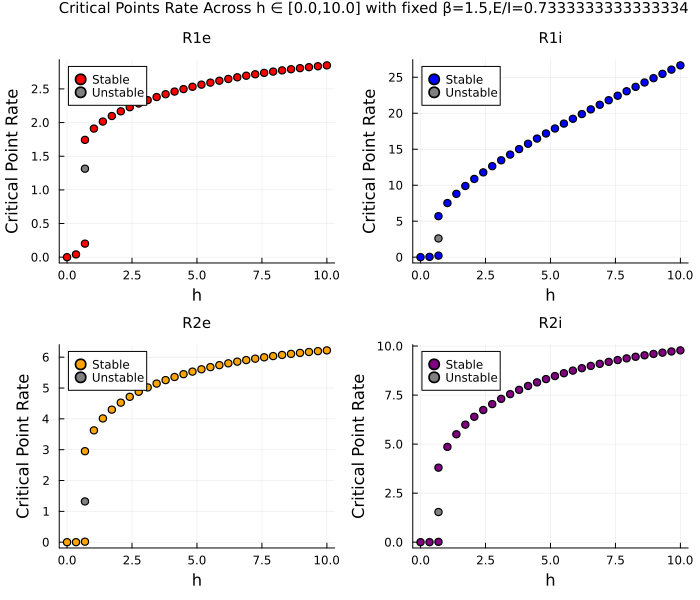 Critical Points Rate Across h ∈ [0.0,10.0] with fixed β=1.5,E/I=0.7333333333333334
R1e
Critical Point Rate
2.5
2.0
1.5
1.0
0.5
0.0
Stable
Unstable
0.0 2.5 5.0 7.5 10.0
h
R1i
Critical Point Rate
25
20
15
10
5
0
Stable
Unstable
0.0 2.5 5.0 7.5 10.0
h
R2e
Critical Point Rate
6
5
4
3
2
1
0
Stable
Unstable
0.0 2.5 5.0 7.5 10.0
h
R2i
Critical Point Rate
10.0
7.5
5.0
2.5
0.0
Stable
Unstable
0.0 2.5 5.0 7.5 10.0
h